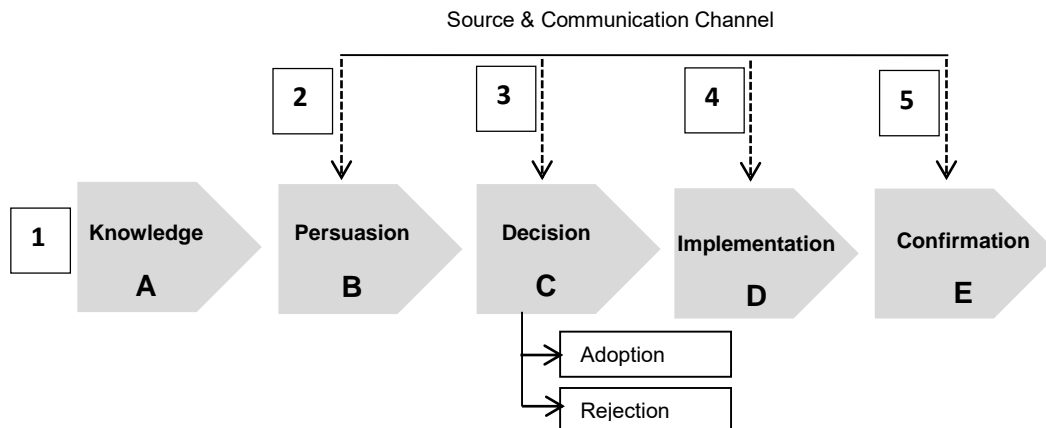 Source & Communication Channel
2
3
4
5
1
Knowledge
Persuasion
Decision
Implementation
Confirmation
A
B
C
D
E
Adoption
Rejection